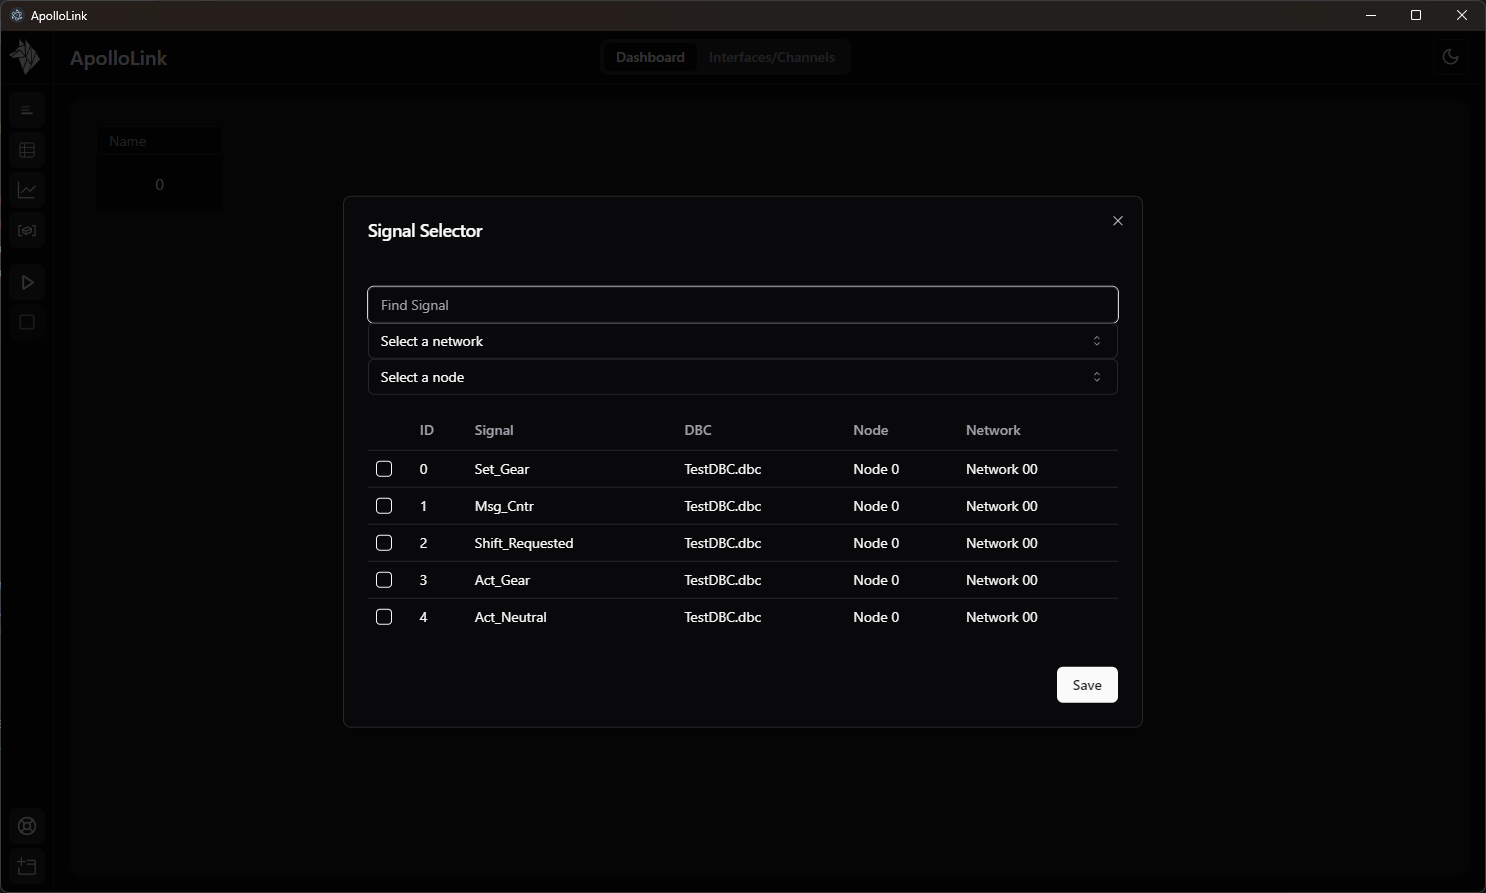 ApolloLink
ApolloLink
Dashboard Interfaces/Channels
Name
0
Signal Selector
Find Signal
Select a network
Select a node
ID Signal DBC Node Network
0 Set_Gear TestDBC.dbc Node 0 Network 00
1 Msg_Cntr TestDBC.dbc Node 0 Network 00
2 Shift_Requested TestDBC.dbc Node 0 Network 00
3 Act_Gear TestDBC.dbc Node 0 Network 00
4 Act_Neutral TestDBC.dbc Node 0 Network 00
Save